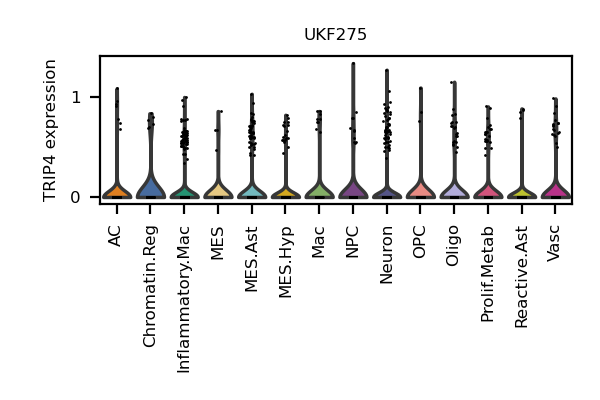 UKF275
TRIP4 expression
1
0
AC
Chromatin.Reg
Inflammatory.Mac
MES
MES.Ast
MES.Hyp
Mac
NPC
Neuron
OPC
Oligo
Prolif.Metab
Reactive.Ast
Vasc